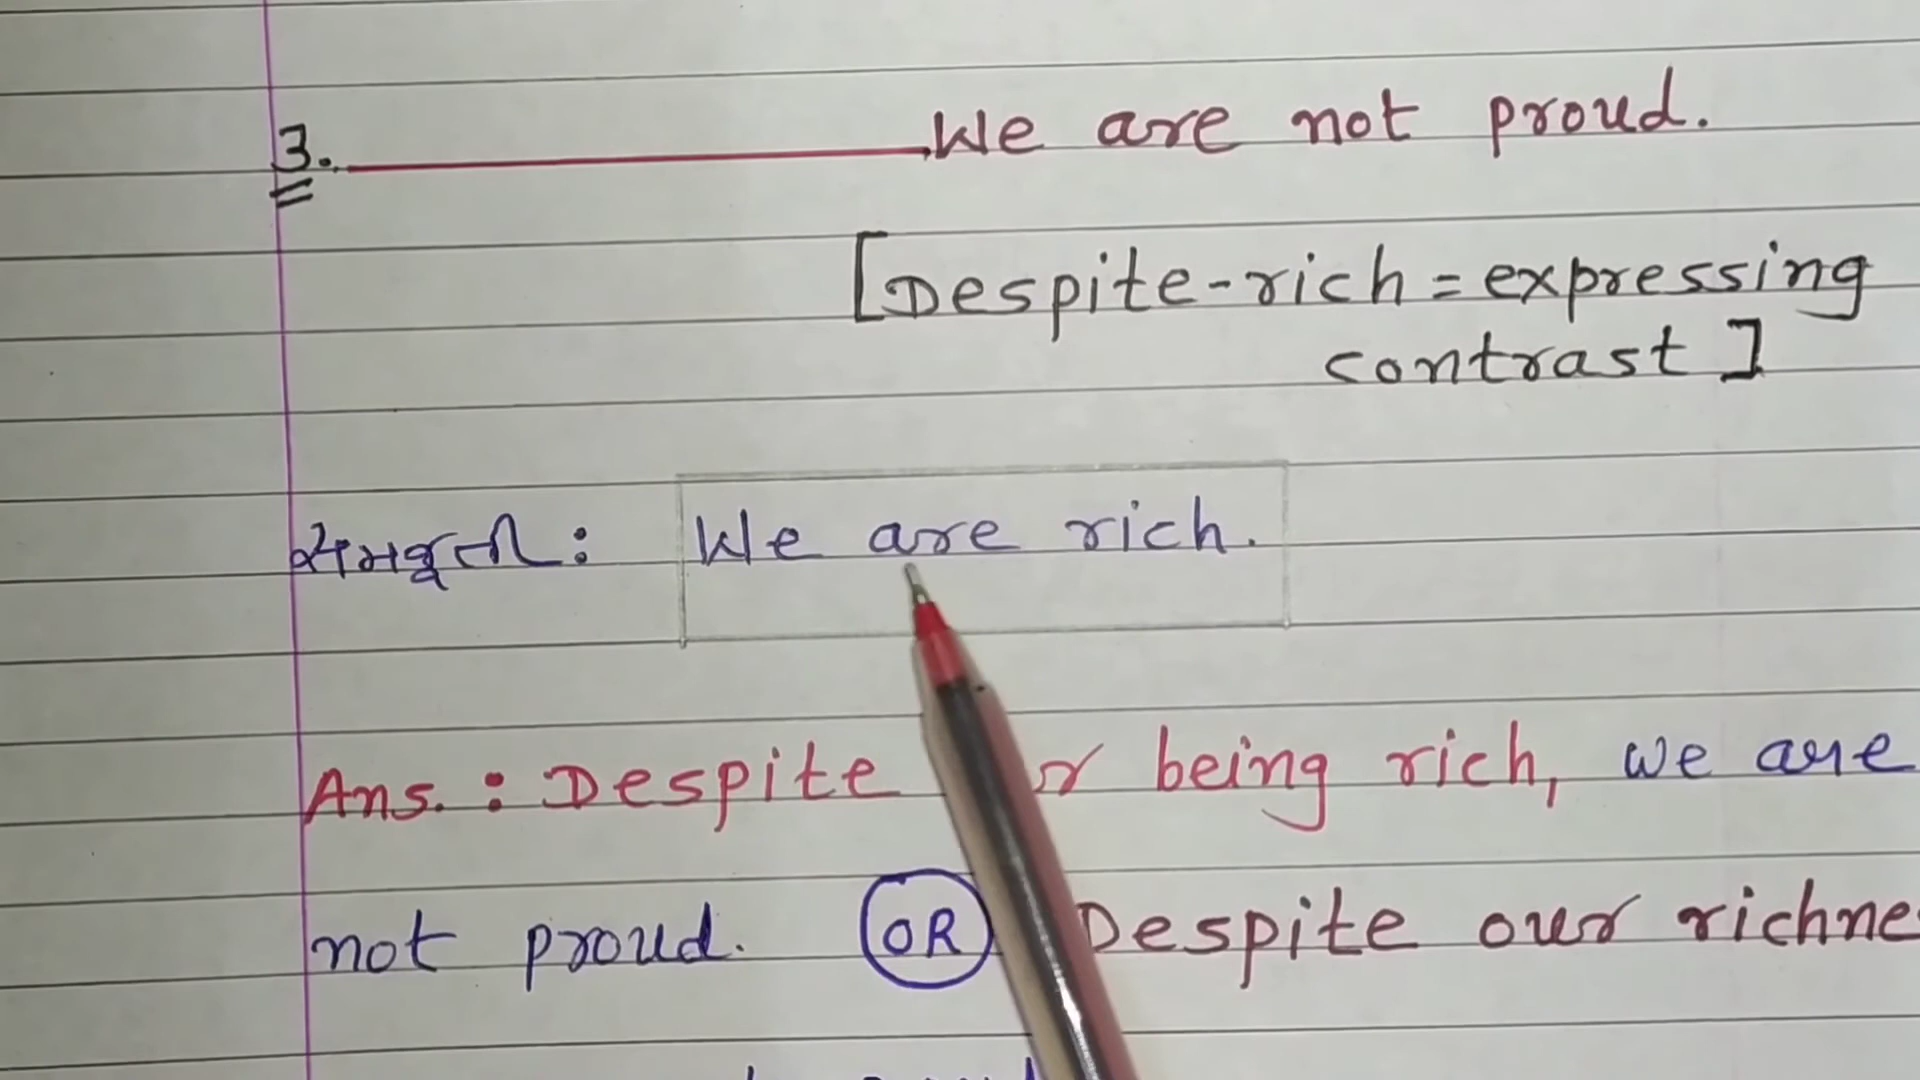 3. We are not proud.
[Despite-rich = expressing
contrast]
સમજૂતી: We are rich.
Ans. : Despite being rich, we are
not proud. OR Despite our